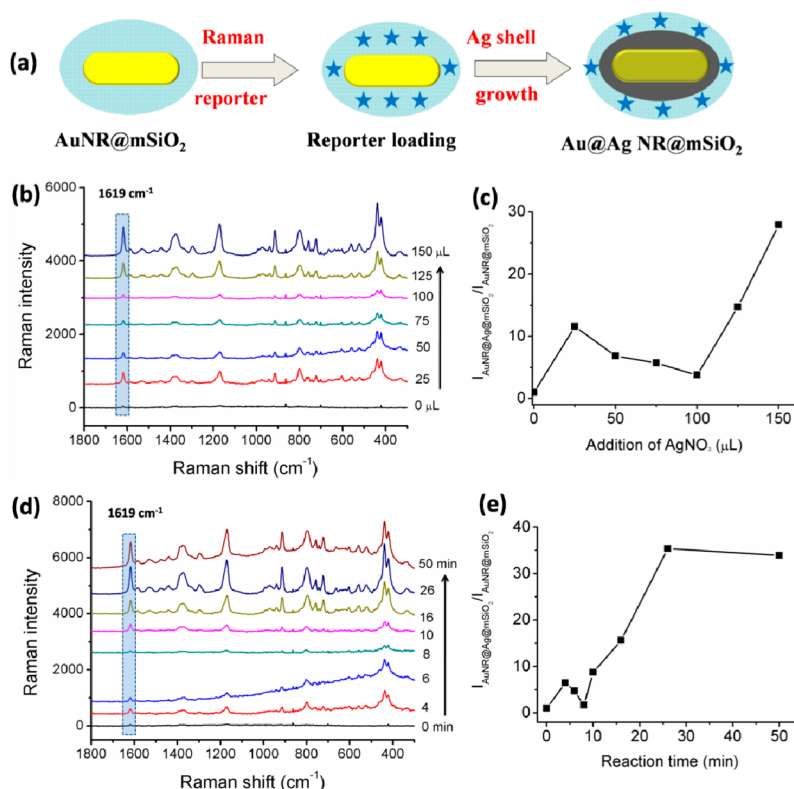 (a)
Raman
reporter
Ag shell
growth
AuNR@mSiO₂
Reporter loading
Au@Ag NR@mSiO₂
(b)
1619 cm⁻¹
6000
4000
2000
0
150 μL
125
100
75
50
25
0 μL
1800 1600 1400 1200 1000 800 600 400
Raman shift (cm⁻¹)
Raman intensity
(c)
30
20
10
0
0 50 100 150
Addition of AgNO₃ (μL)
I AuNR@Ag@mSiO₂/I AuNR@mSiO₂
(d)
1619 cm⁻¹
8000
6000
4000
2000
0
50 min
26
16
10
8
6
4
0 min
1800 1600 1400 1200 1000 800 600 400
Raman shift (cm⁻¹)
Raman intensity
(e)
50
40
30
20
10
0
0 10 20 30 40 50
Reaction time (min)
I AuNR@Ag@mSiO₂/I AuNR@mSiO₂